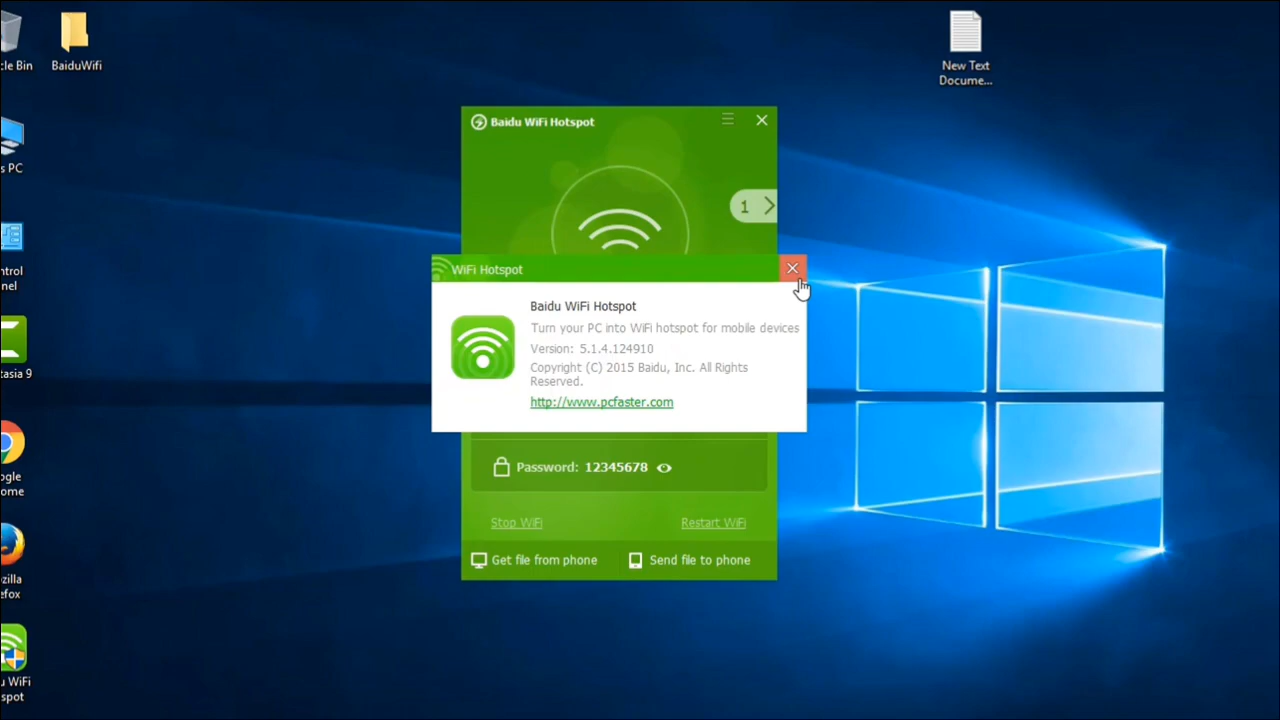 cle Bin
BaiduWifi
New Text
Docume...
s PC
ntrol
nel
tasia 9
ogle
ome
ozilla
efox
u WiFi
spot
Baidu WiFi Hotspot
1
WiFi Hotspot
Baidu WiFi Hotspot
Turn your PC into WiFi hotspot for mobile devices
Version: 5.1.4.124910
Copyright (C) 2015 Baidu, Inc. All Rights
Reserved.
http://www.pcfaster.com
Password: 12345678
Stop WiFi
Restart WiFi
Get file from phone
Send file to phone